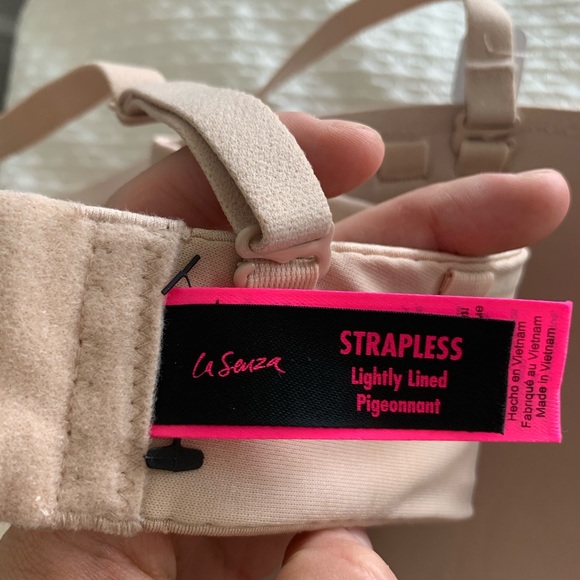 la Senza
STRAPLESS
Lightly Lined
Pigeonnant
Hecho en Vietnam
Fabriqué au Vietnam
Made in Vietnam